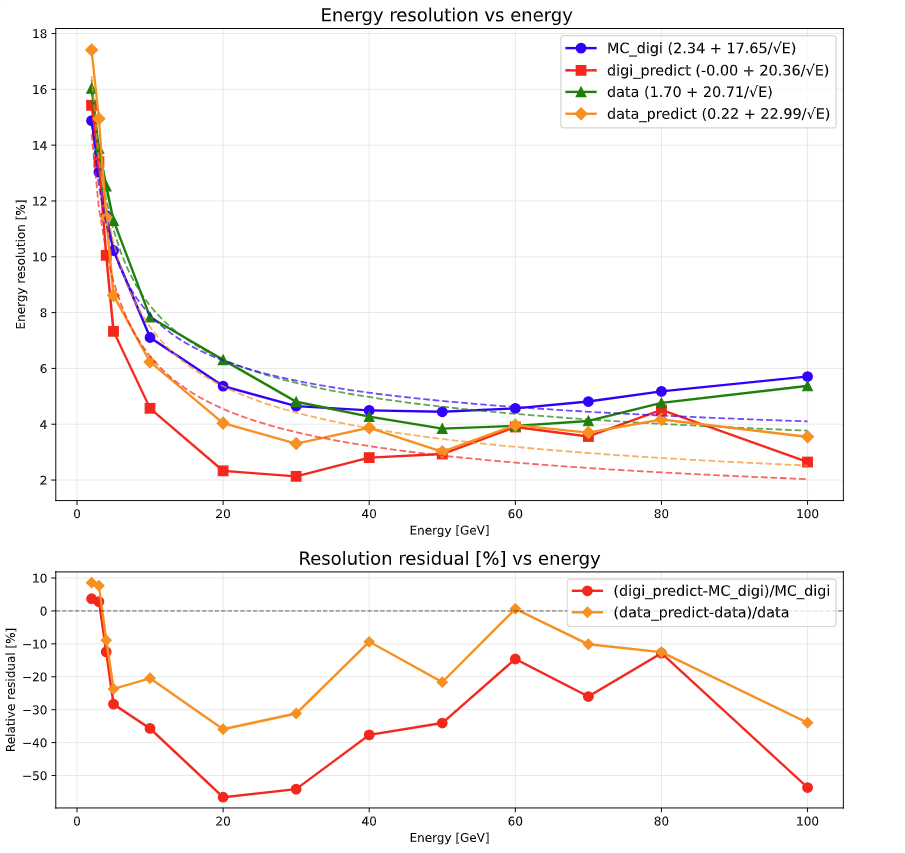 Energy resolution vs energy
18
16
14
12
10
8
6
4
2
Energy resolution [%]
MC_digi (2.34 + 17.65/√E)
digi_predict (-0.00 + 20.36/√E)
data (1.70 + 20.71/√E)
data_predict (0.22 + 22.99/√E)
0 20 40 60 80 100
Energy [GeV]
Resolution residual [%] vs energy
10
0
−10
−20
−30
−40
−50
Relative residual [%]
(digi_predict-MC_digi)/MC_digi
(data_predict-data)/data
0 20 40 60 80 100
Energy [GeV]